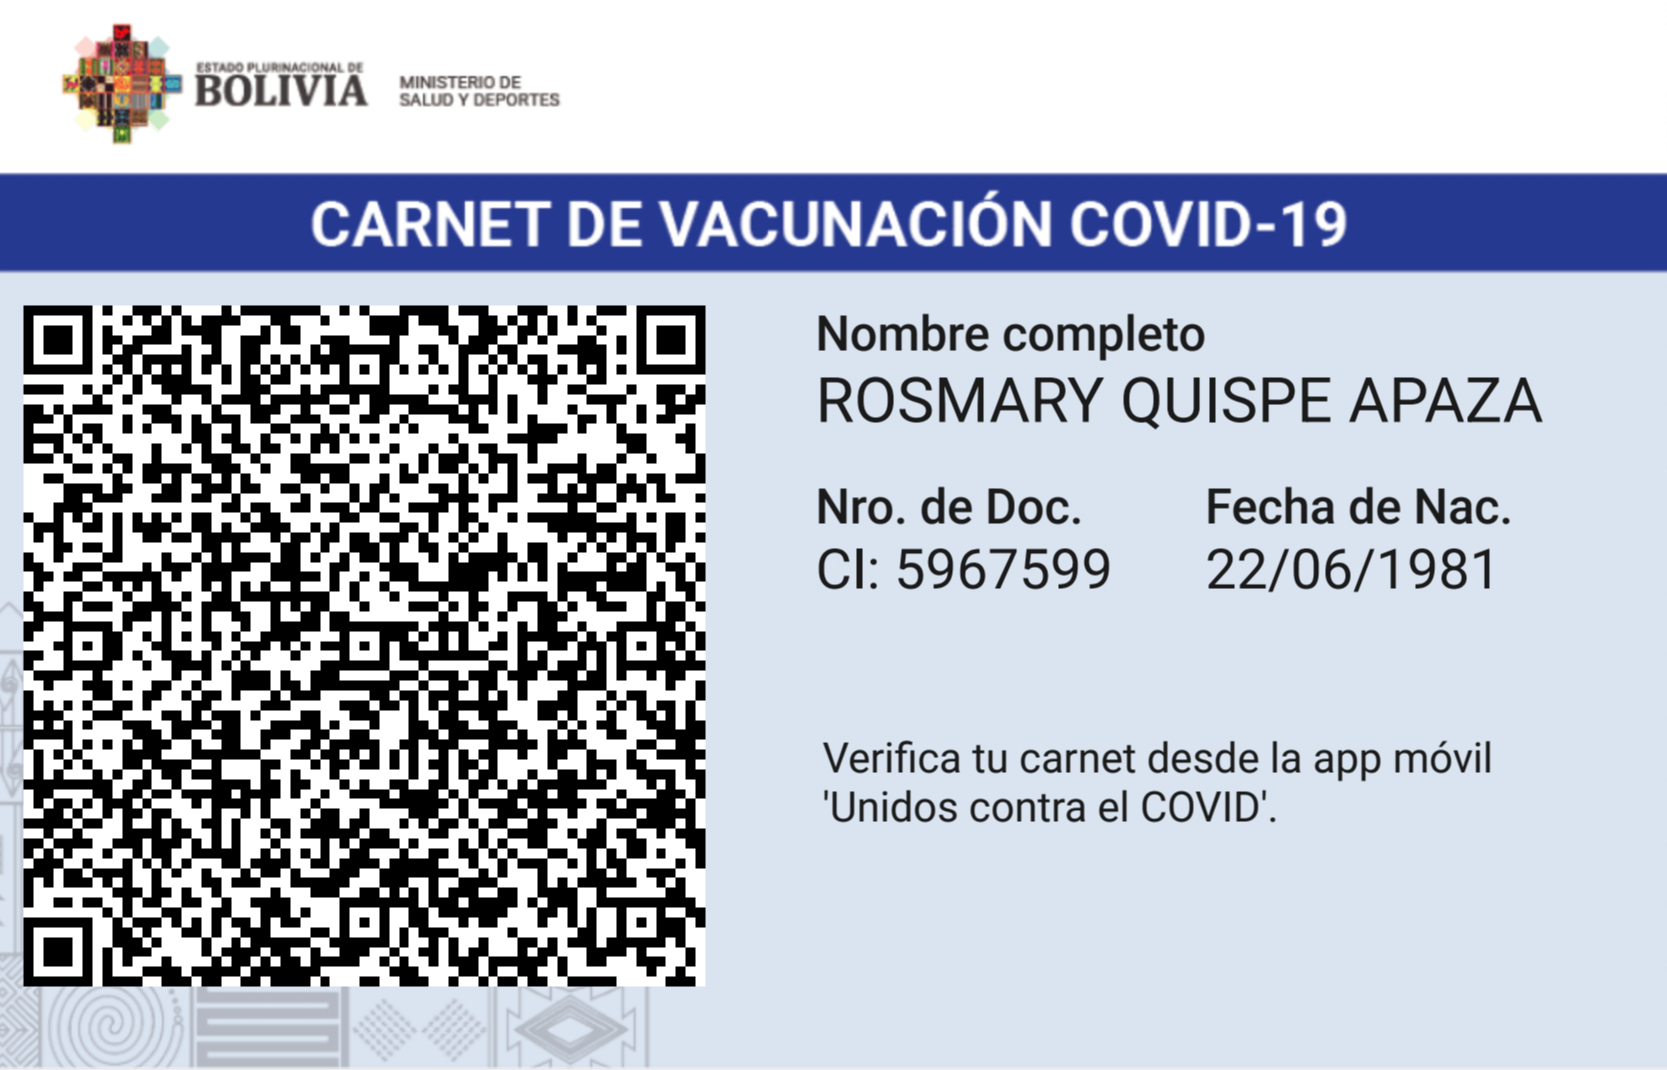 ESTADO PLURINACIONAL DE
BOLIVIA
MINISTERIO DE
SALUD Y DEPORTES
CARNET DE VACUNACIÓN COVID-19
Nombre completo
ROSMARY QUISPE APAZA
Nro. de Doc. Fecha de Nac.
CI: 5967599 22/06/1981
Verifica tu carnet desde la app móvil
'Unidos contra el COVID'.